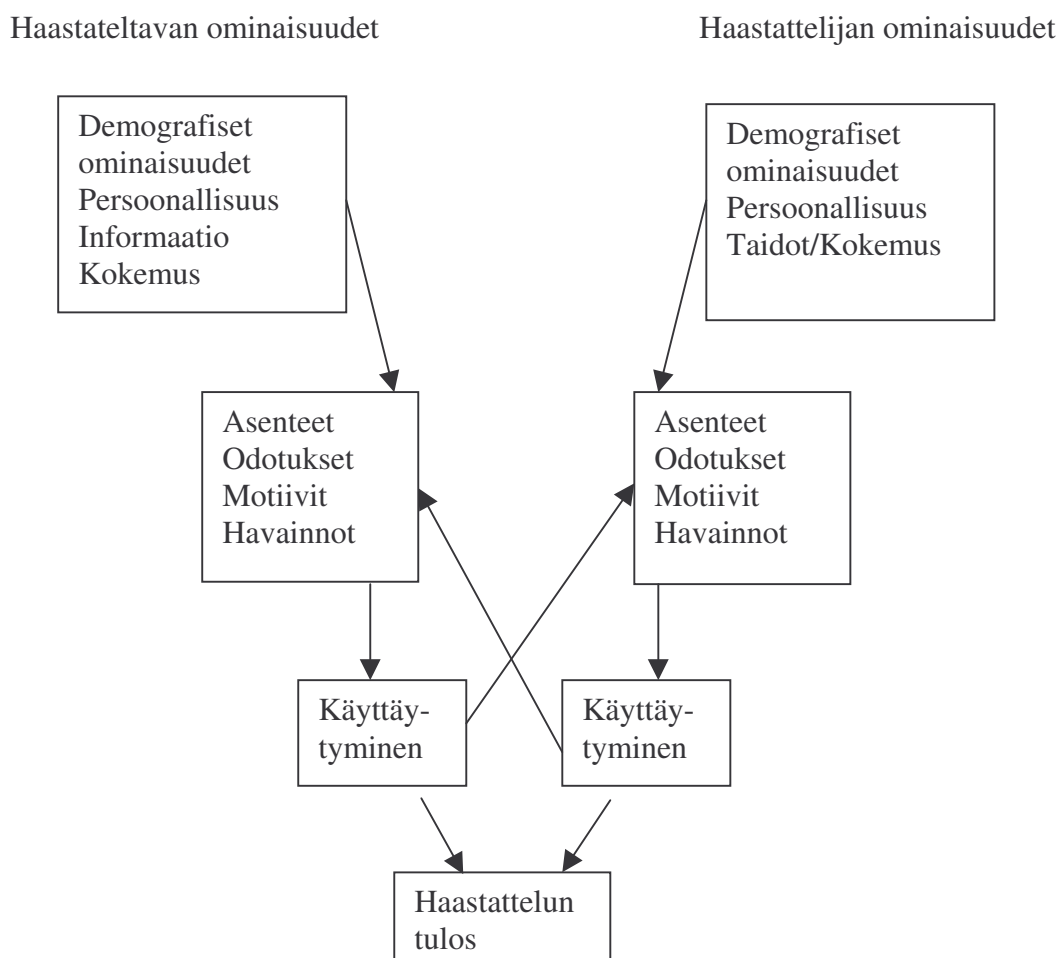 Haastateltavan ominaisuudet
Haastattelijan ominaisuudet
Demografiset
ominaisuudet
Persoonallisuus
Informaatio
Kokemus
Demografiset
ominaisuudet
Persoonallisuus
Taidot/Kokemus
Asenteet
Odotukset
Motiivit
Havainnot
Asenteet
Odotukset
Motiivit
Havainnot
Käyttäy-
tyminen
Käyttäy-
tyminen
Haastattelun
tulos